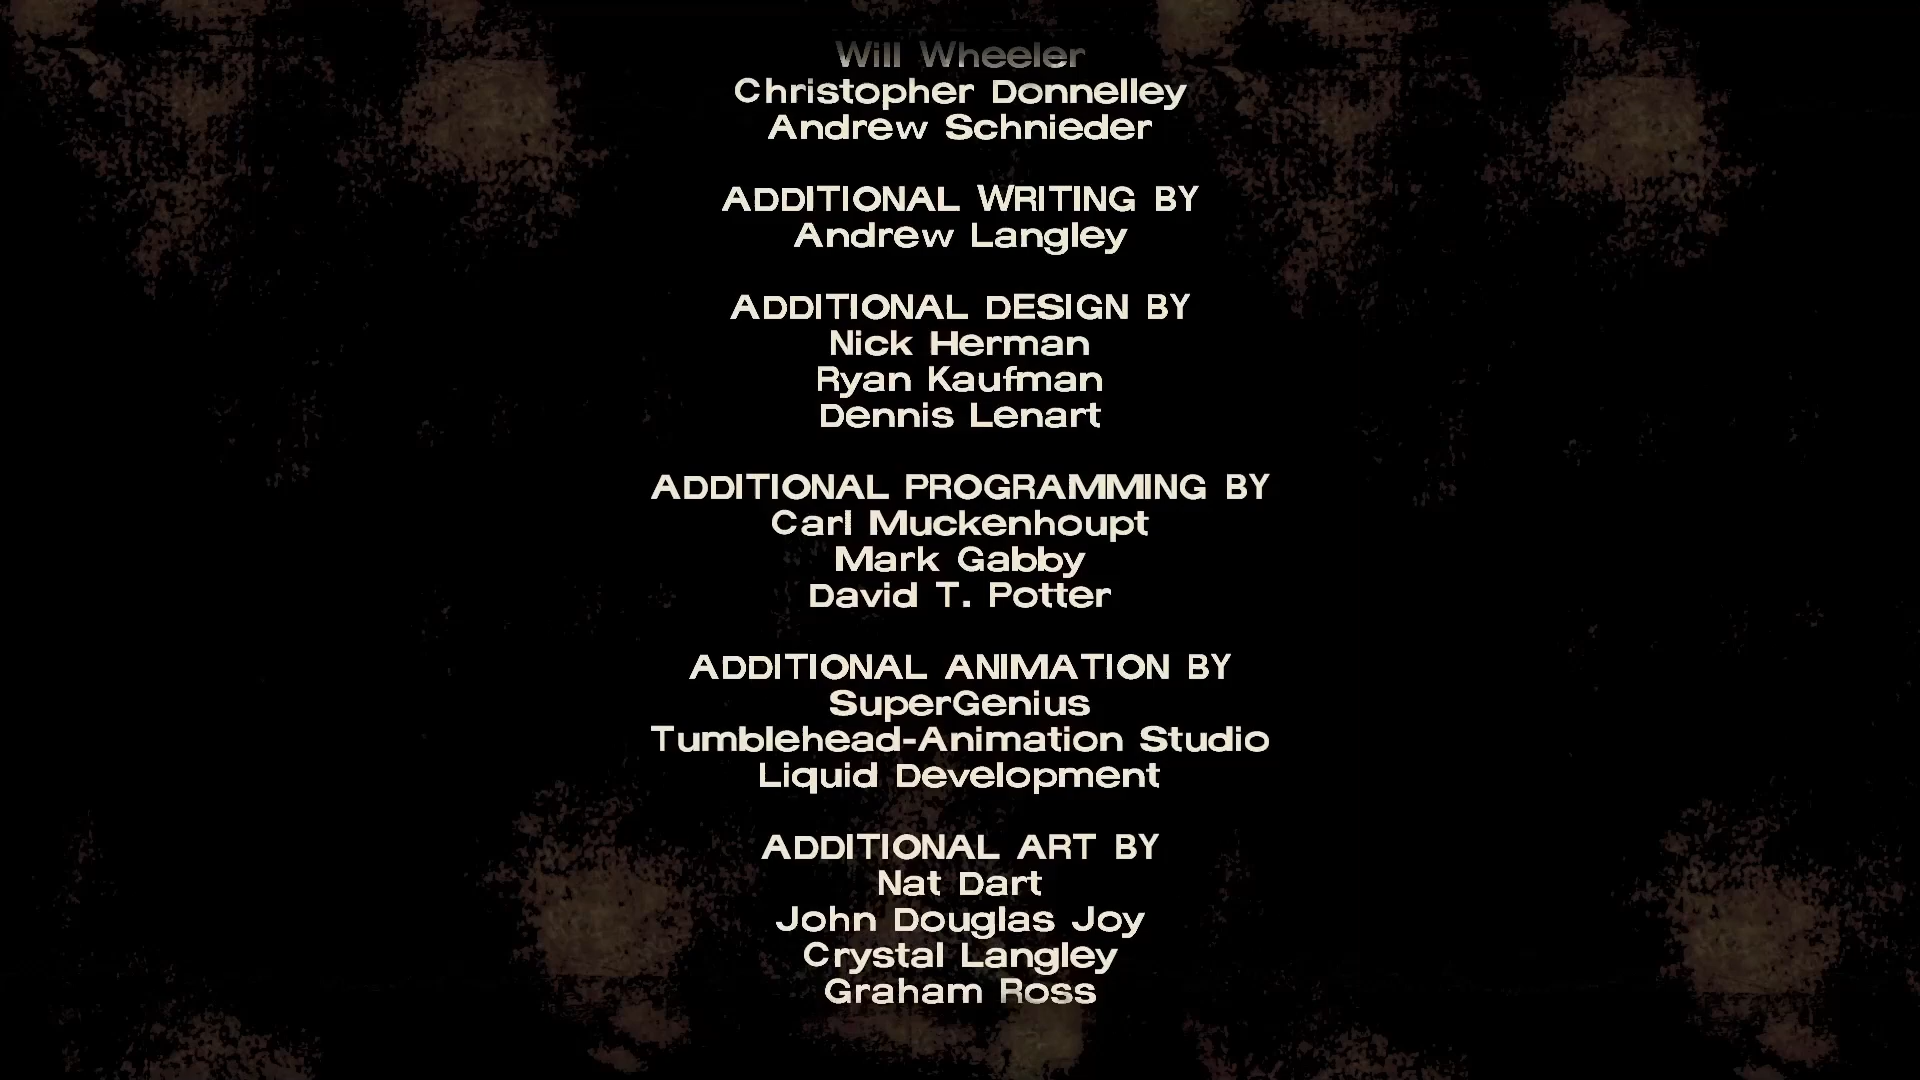 Will Wheeler
Christopher Donnelley
Andrew Schnieder
ADDITIONAL WRITING BY
Andrew Langley
ADDITIONAL DESIGN BY
Nick Herman
Ryan Kaufman
Dennis Lenart
ADDITIONAL PROGRAMMING BY
Carl Muckenhoupt
Mark Gabby
David T. Potter
ADDITIONAL ANIMATION BY
SuperGenius
Tumblehead-Animation Studio
Liquid Development
ADDITIONAL ART BY
Nat Dart
John Douglas Joy
Crystal Langley
Graham Ross